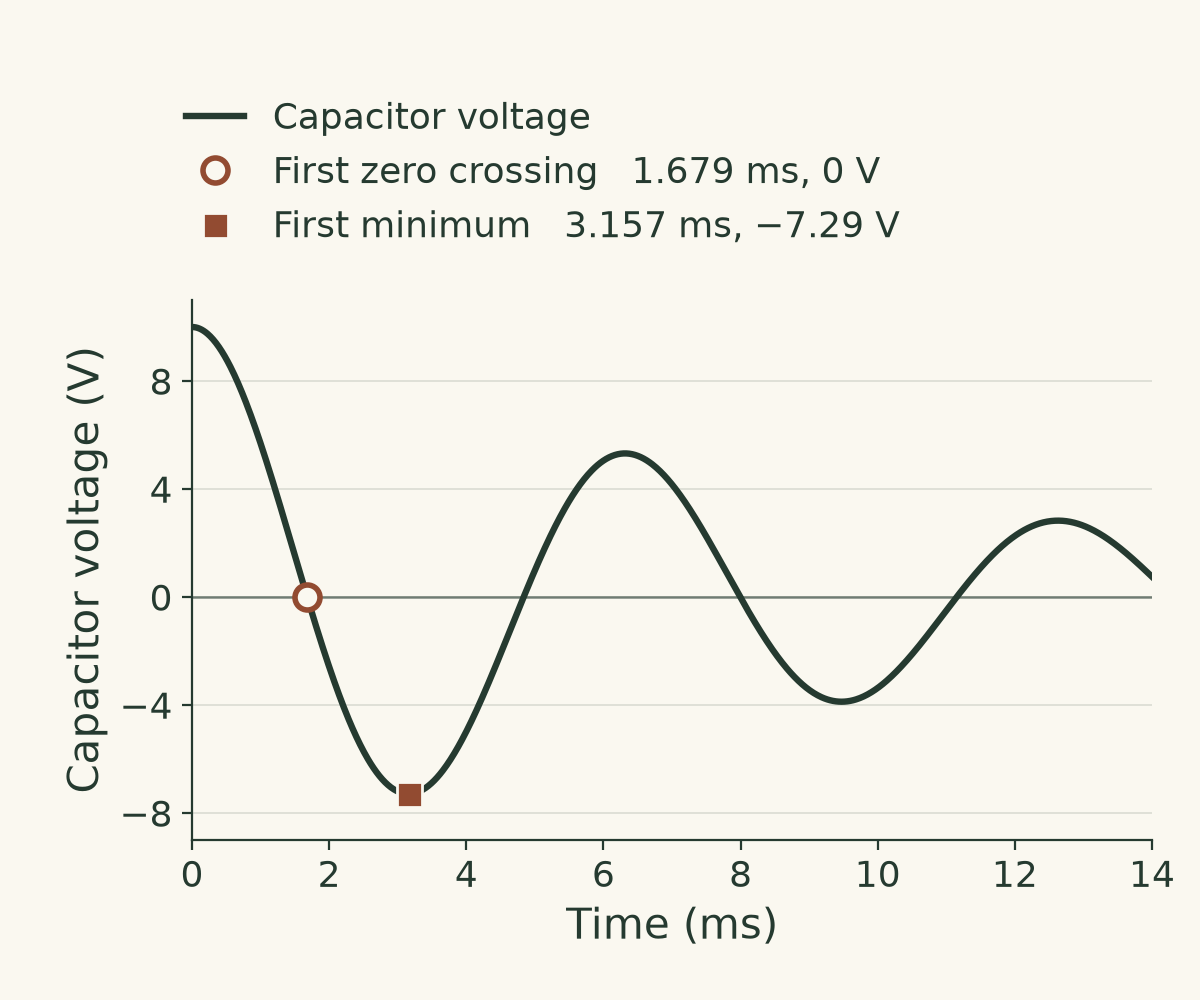 Capacitor voltage
First zero crossing   1.679 ms, 0 V
First minimum   3.157 ms, −7.29 V
Capacitor voltage (V)
8
4
0
−4
−8
0 2 4 6 8 10 12 14
Time (ms)